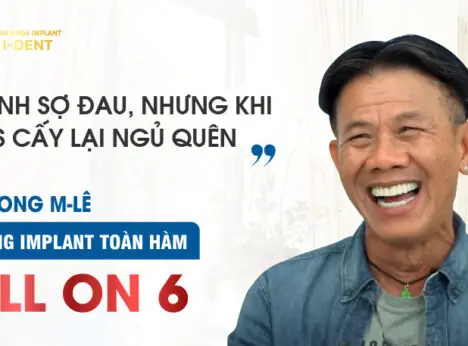 HA KHOA IMPLANT
I-DENT
NH SỢ ĐAU, NHƯNG KHI
S CẤY LẠI NGỦ QUÊN
”
ONG M-LÊ
NG IMPLANT TOÀN HÀM
LL ON 6